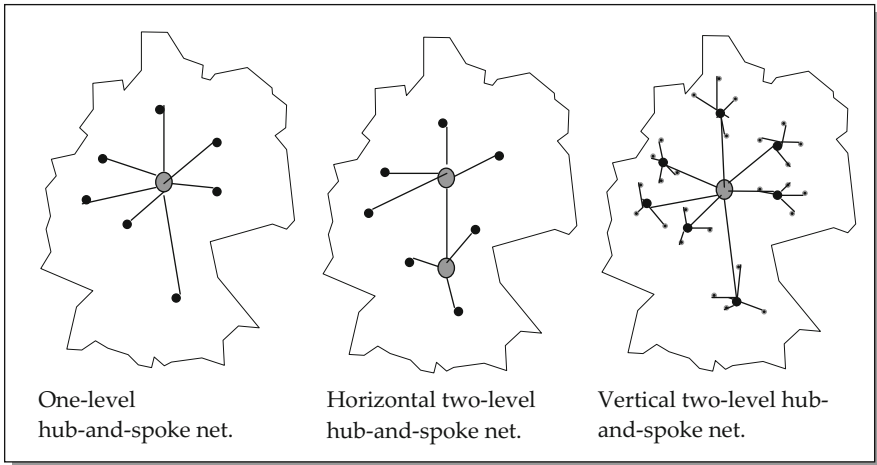 One-level
hub-and-spoke net.
Horizontal two-level
hub-and-spoke net.
Vertical two-level hub-
and-spoke net.